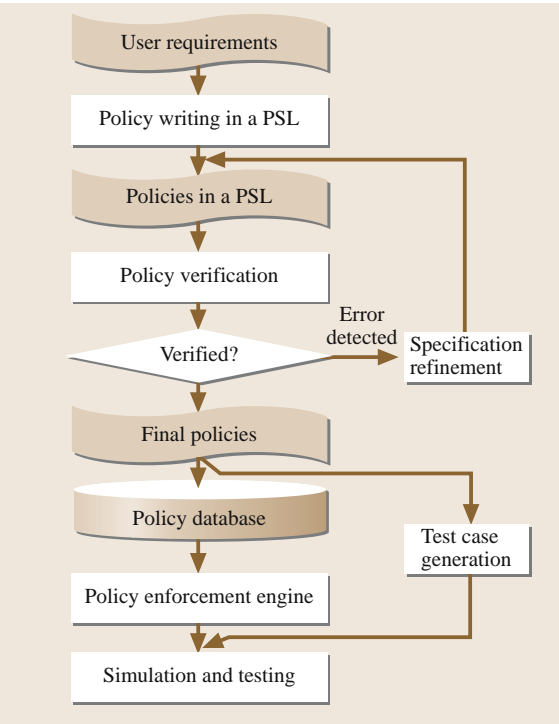 User requirements
Policy writing in a PSL
Policies in a PSL
Policy verification
Error
detected
Verified?
Specification
refinement
Final policies
Policy database
Test case
generation
Policy enforcement engine
Simulation and testing